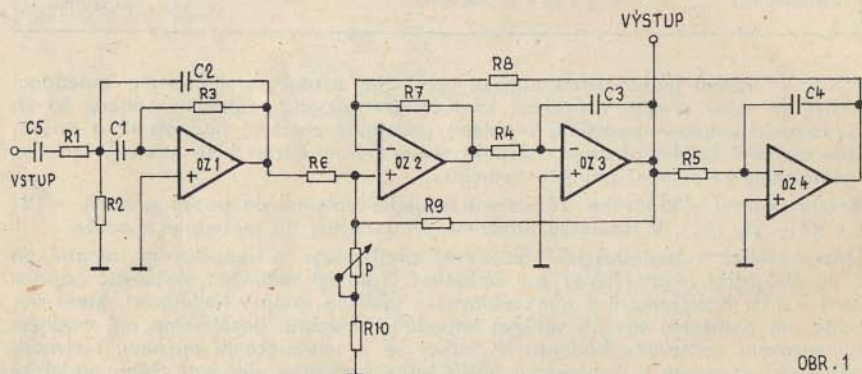 VÝSTUP
C2
R8
R3
R7
C3
C4
C5
R1
C1
R4
R5
VSTUP
OZ 1
R6
OZ 2
OZ 3
OZ 4
R2
R9
P
R10
OBR. 1